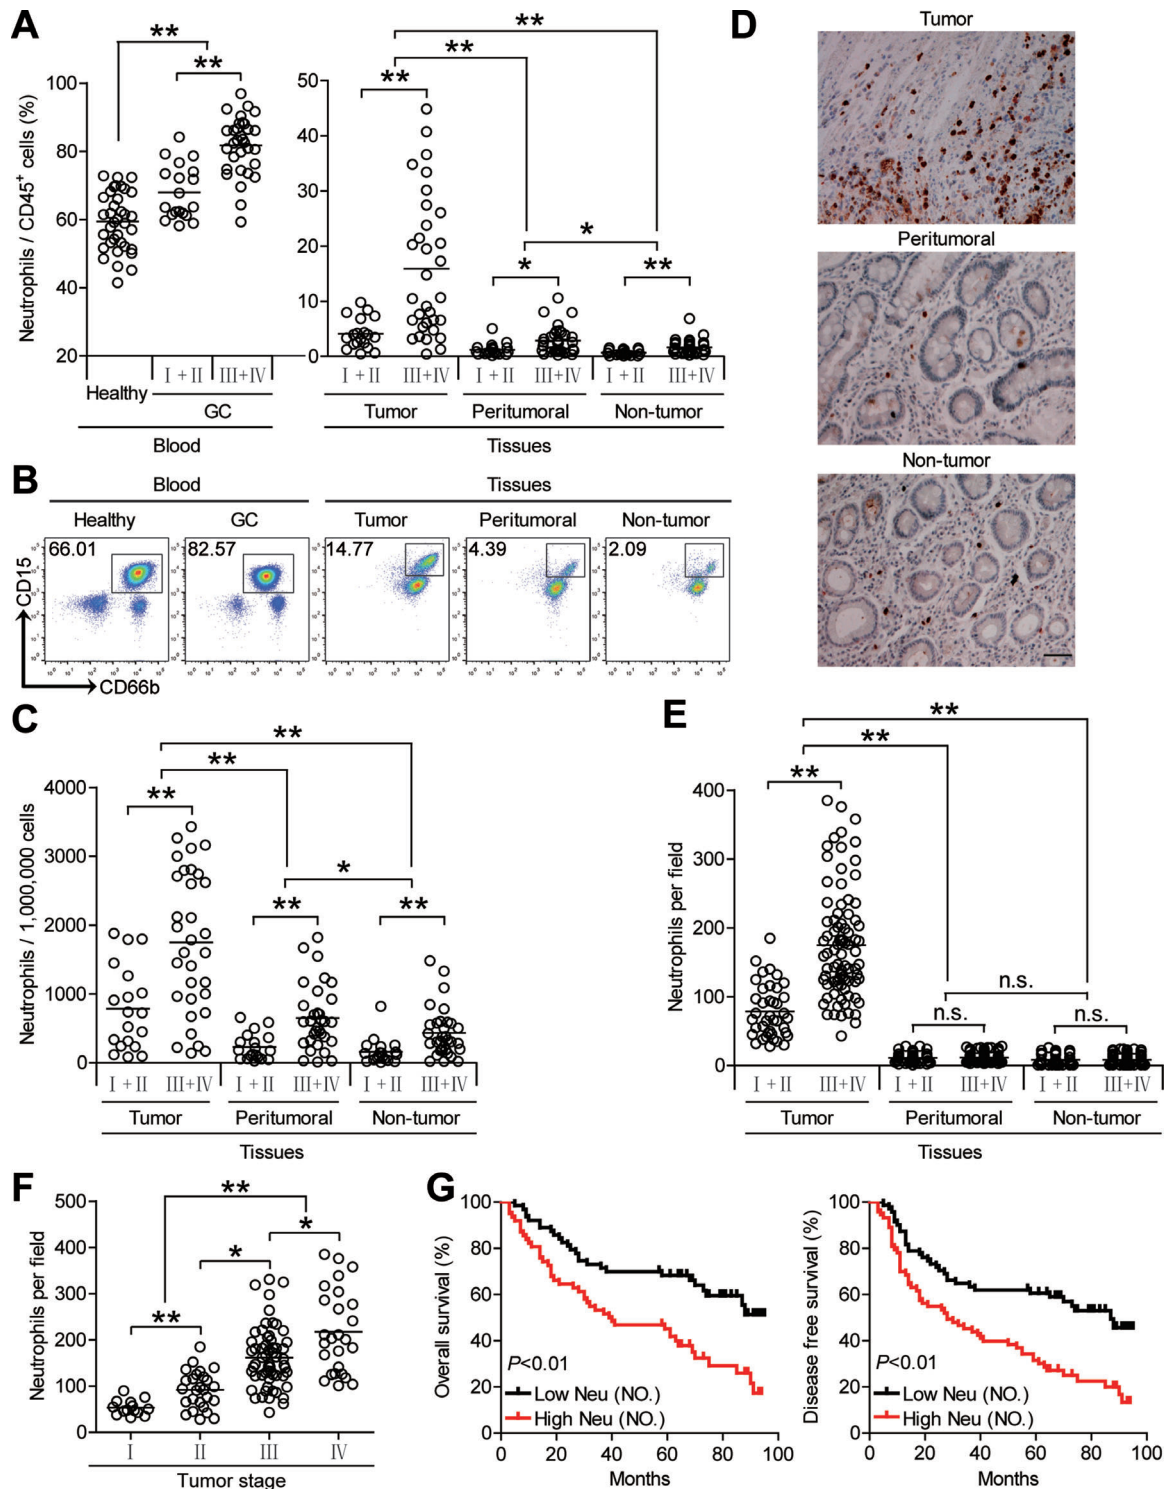 A
Neutrophils / CD45+ cells (%)
100
80
60
40
20
**
**
Healthy
I + II
III+IV
GC
Blood
50
40
30
20
10
0
**
**
**
*
*
**
I + II
III+IV
I + II
III+IV
I + II
III+IV
Tumor
Peritumoral
Non-tumor
Tissues
B
Blood
Tissues
Healthy
GC
Tumor
Peritumoral
Non-tumor
66.01
82.57
14.77
4.39
2.09
CD15
CD66b
C
Neutrophils / 1,000,000 cells
4000
3000
2000
1000
0
**
**
**
*
**
**
I + II
III+IV
I + II
III+IV
I + II
III+IV
Tumor
Peritumoral
Non-tumor
Tissues
D
Tumor
Peritumoral
Non-tumor
E
Neutrophils per field
400
300
200
100
0
**
**
**
n.s.
n.s.
n.s.
I + II
III+IV
I + II
III+IV
I + II
III+IV
Tumor
Peritumoral
Non-tumor
Tissues
F
Neutrophils per field
500
400
300
200
100
0
**
*
**
*
I
II
III
IV
Tumor stage
G
Overall survival (%)
100
80
60
40
20
0
P<0.01
Low Neu (NO.)
High Neu (NO.)
0 20 40 60 80 100
Months
Disease free survival (%)
100
80
60
40
20
0
P<0.01
Low Neu (NO.)
High Neu (NO.)
0 20 40 60 80 100
Months